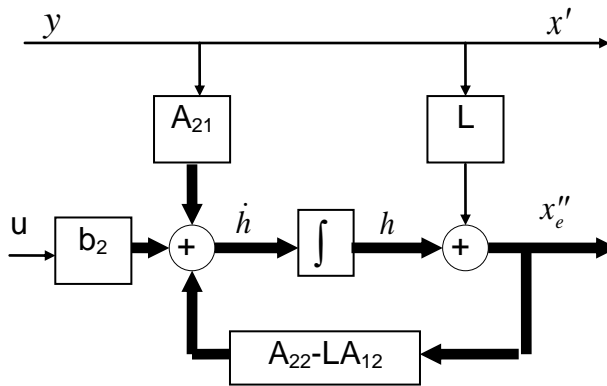 y x′
A₂₁ L
u b₂ + ḣ ∫ h + x″ₑ
A₂₂-LA₁₂